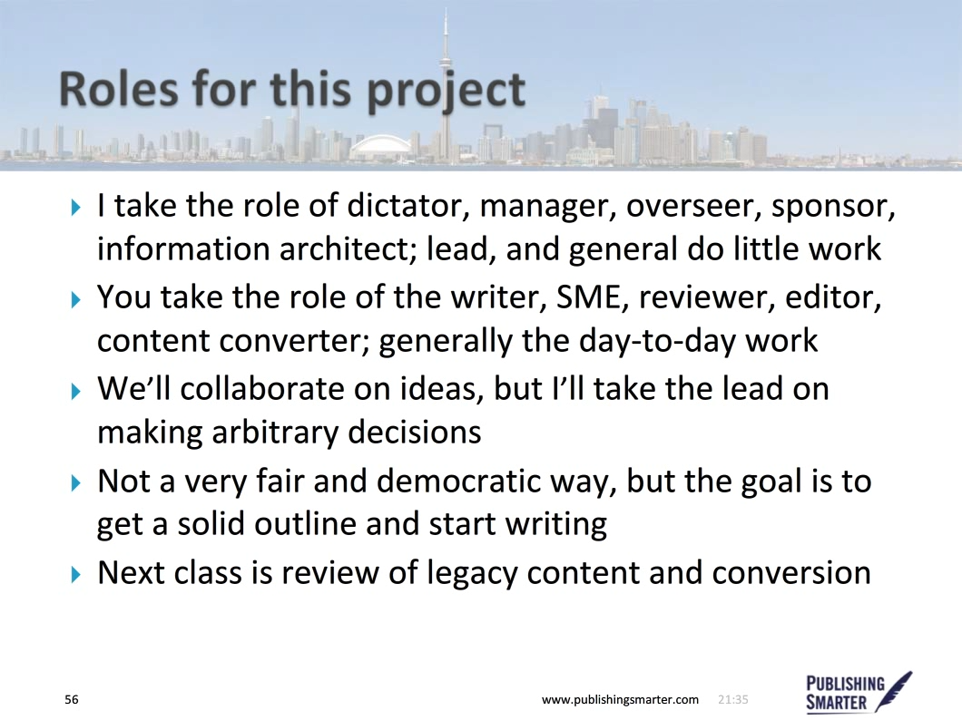 Roles for this project
I take the role of dictator, manager, overseer, sponsor,
information architect; lead, and general do little work
You take the role of the writer, SME, reviewer, editor,
content converter; generally the day-to-day work
We’ll collaborate on ideas, but I’ll take the lead on
making arbitrary decisions
Not a very fair and democratic way, but the goal is to
get a solid outline and start writing
Next class is review of legacy content and conversion
56
www.publishingsmarter.com
21:35
PUBLISHING
SMARTER